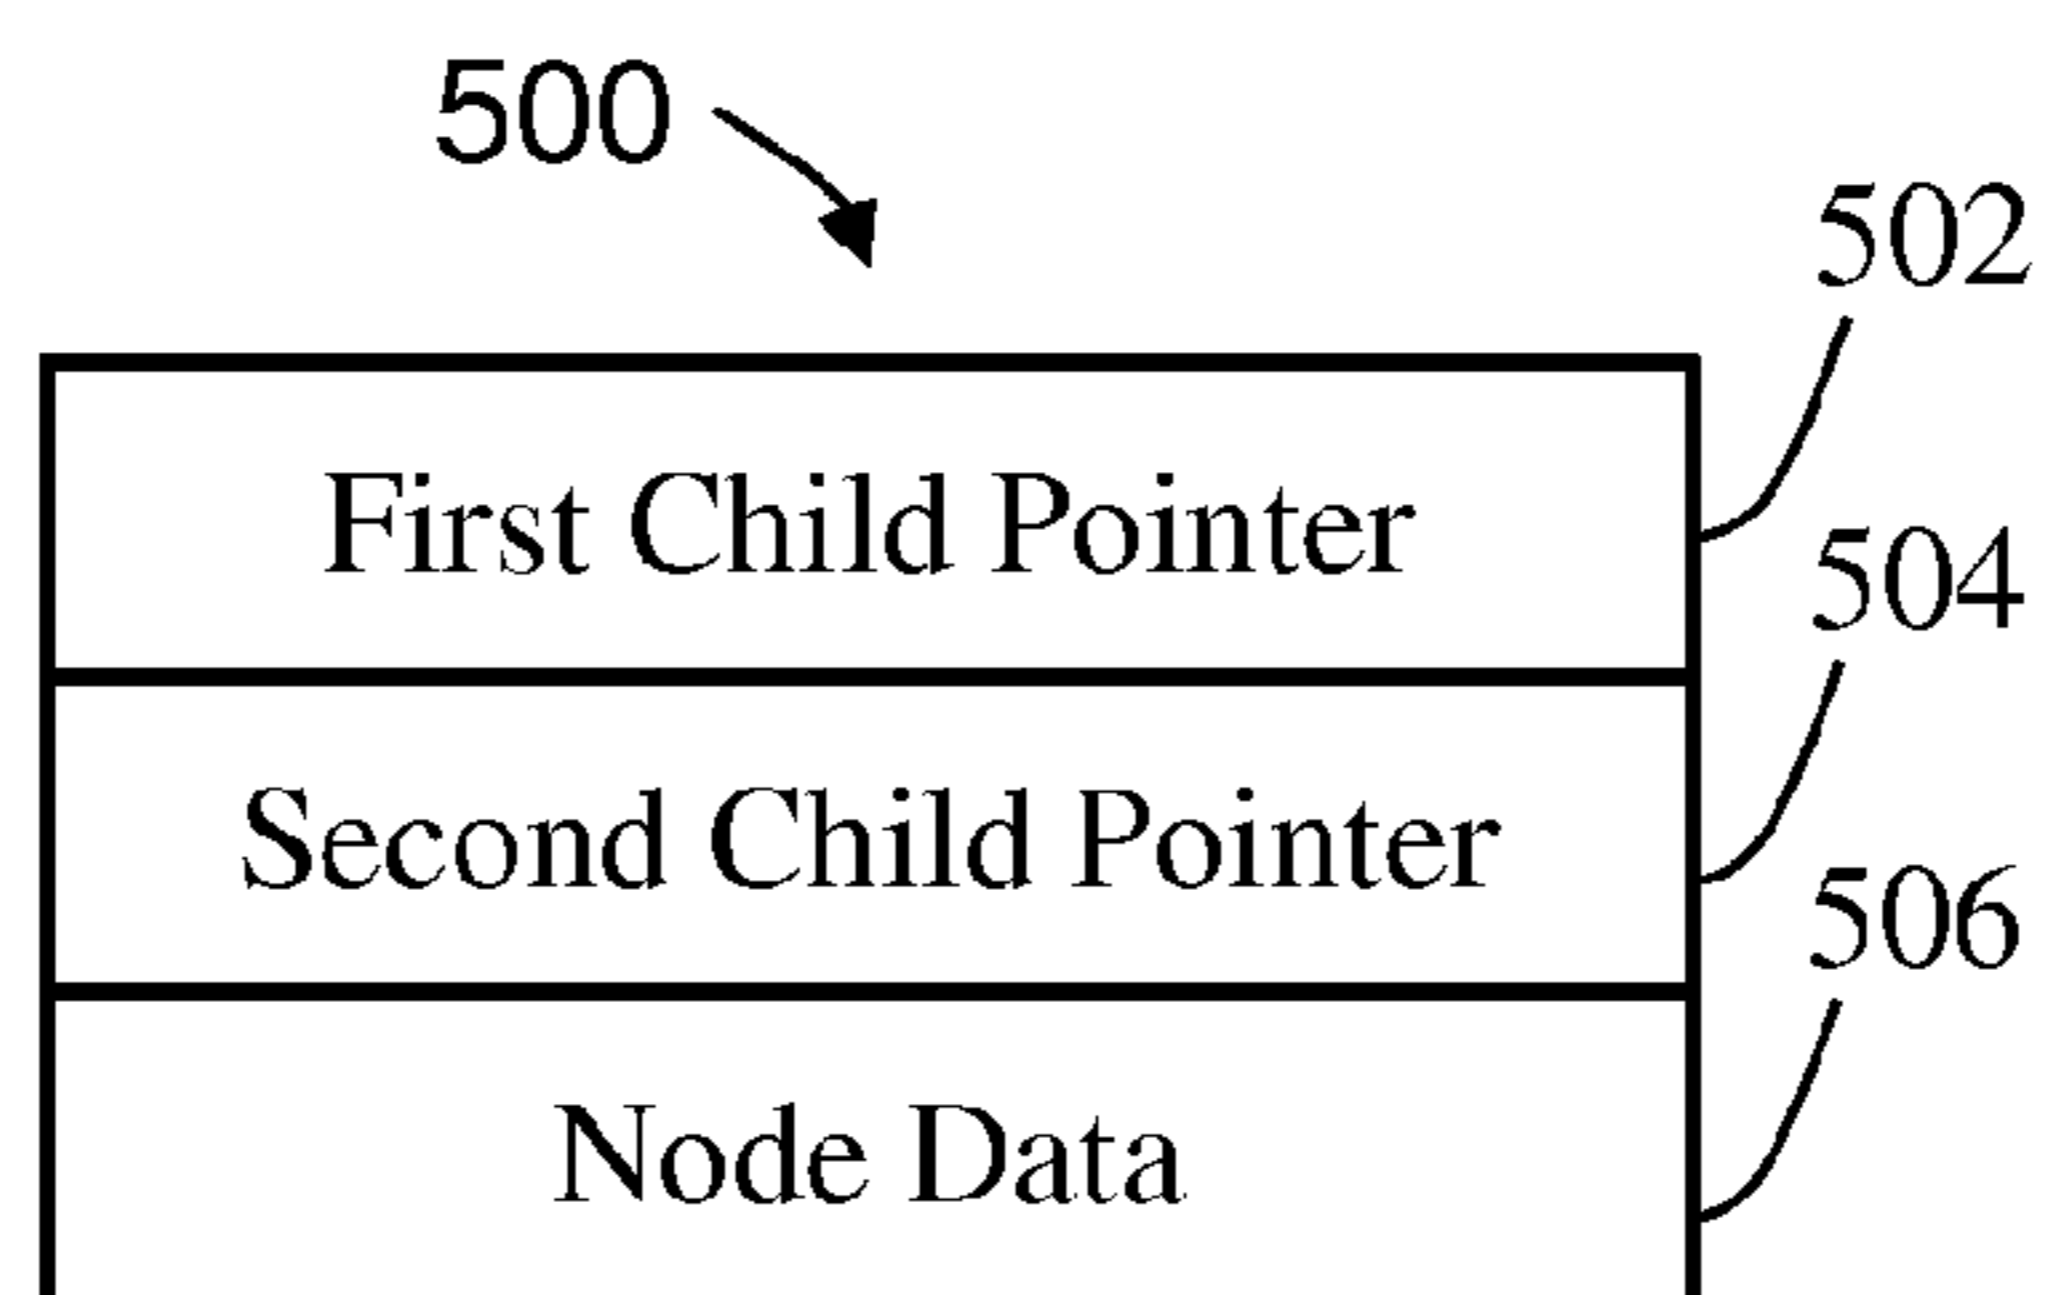 500
502
First Child Pointer
504
Second Child Pointer
506
Node Data